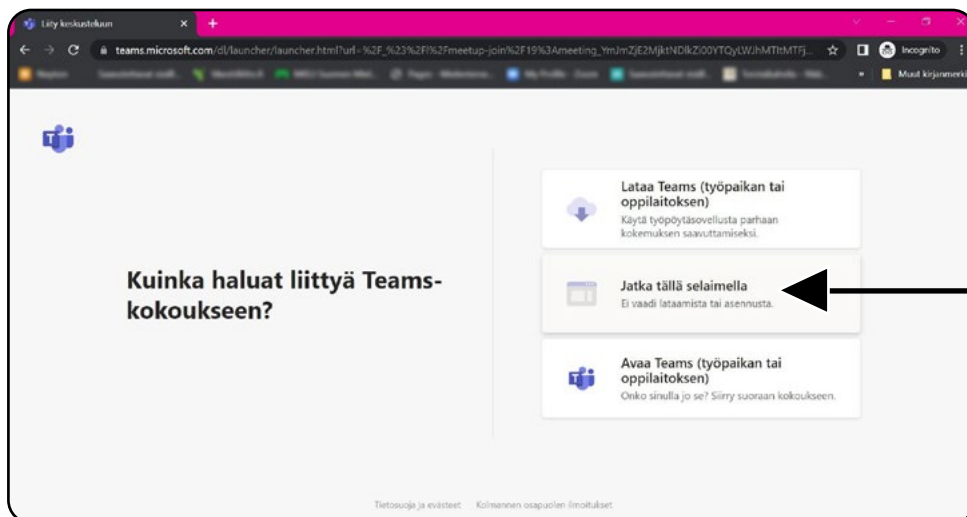 Liity keskusteluun
teams.microsoft.com/dl/launcher/launcher.html?url=%2F_%23%2Fl%2Fmeetup-join%2F19%3Ameeting_
Incognito
Muut kirjanmerki
Lataa Teams (työpaikan tai
oppilaitoksen)
Käytä työpöytäsovellusta parhaan
kokemuksen saavuttamiseksi.
Kuinka haluat liittyä Teams-
kokoukseen?
Jatka tällä selaimella
Ei vaadi lataamista tai asennusta.
Avaa Teams (työpaikan tai
oppilaitoksen)
Onko sinulla jo se? Siirry suoraan kokoukseen.
Tietosuoja ja evästeet
Kolmannen osapuolen ilmoitukset